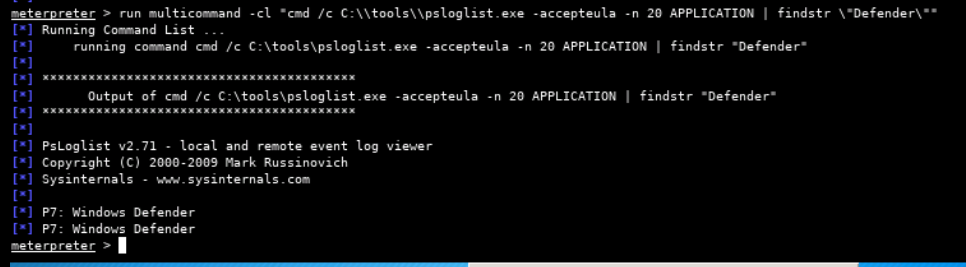 meterpreter > run multicommand -cl "cmd /c C:\\tools\\psloglist.exe -accepteula -n 20 APPLICATION | findstr \"Defender\""
[*] Running Command List ...
[*]     running command cmd /c C:\tools\psloglist.exe -accepteula -n 20 APPLICATION | findstr "Defender"
[*]
[*] *****************************************
[*]       Output of cmd /c C:\tools\psloglist.exe -accepteula -n 20 APPLICATION | findstr "Defender"
[*] *****************************************
[*]
[*] PsLoglist v2.71 - local and remote event log viewer
[*] Copyright (C) 2000-2009 Mark Russinovich
[*] Sysinternals - www.sysinternals.com
[*]
[*] P7: Windows Defender
[*] P7: Windows Defender
meterpreter >